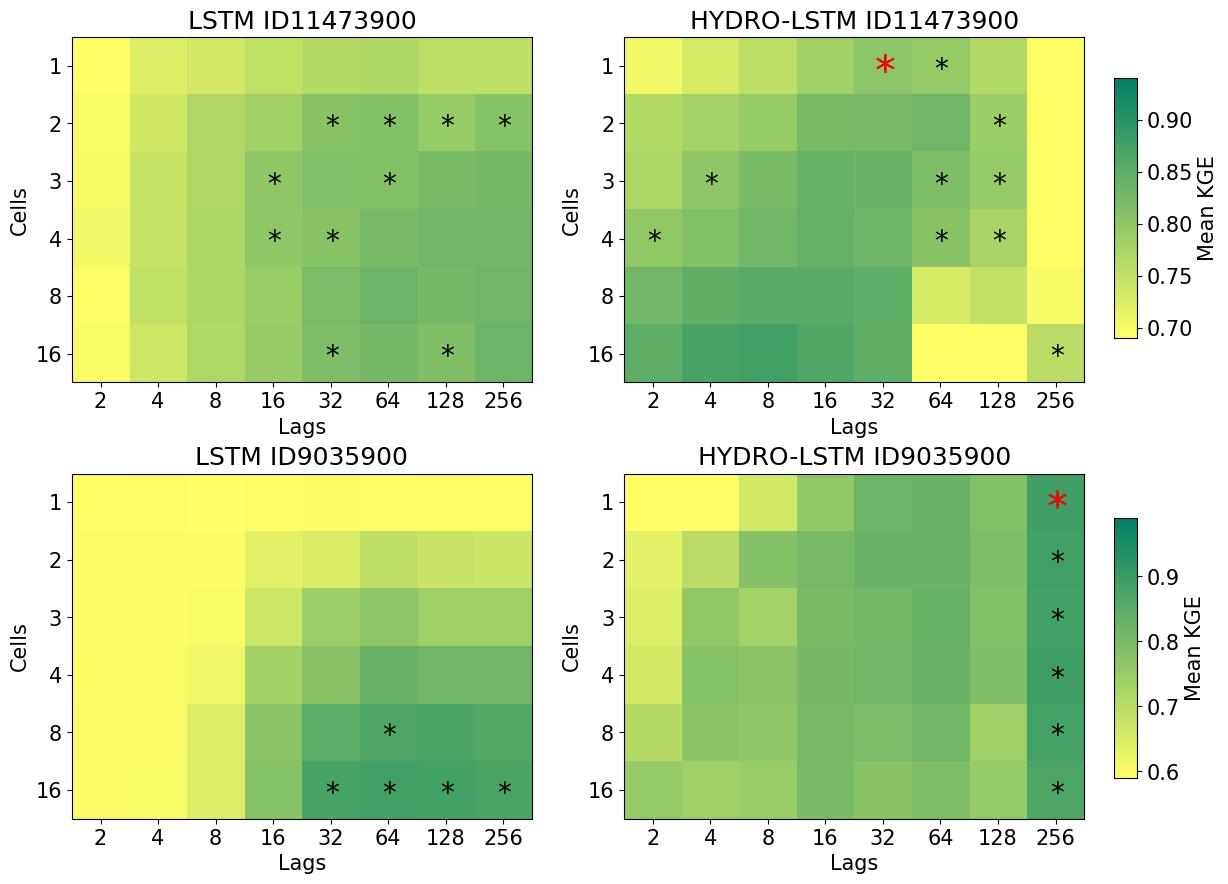 LSTM ID11473900
1
2
3
4
8
16
Cells
2 4 8 16 32 64 128 256
Lags
* * * *
* *
* *
* *
HYDRO-LSTM ID11473900
1
2
3
4
8
16
Cells
2 4 8 16 32 64 128 256
Lags
* *
*
* * *
* * *
*
0.90
0.85
0.80
0.75
0.70
Mean KGE
LSTM ID9035900
1
2
3
4
8
16
Cells
2 4 8 16 32 64 128 256
Lags
*
* * * *
HYDRO-LSTM ID9035900
1
2
3
4
8
16
Cells
2 4 8 16 32 64 128 256
Lags
*
*
*
*
*
*
0.9
0.8
0.7
0.6
Mean KGE